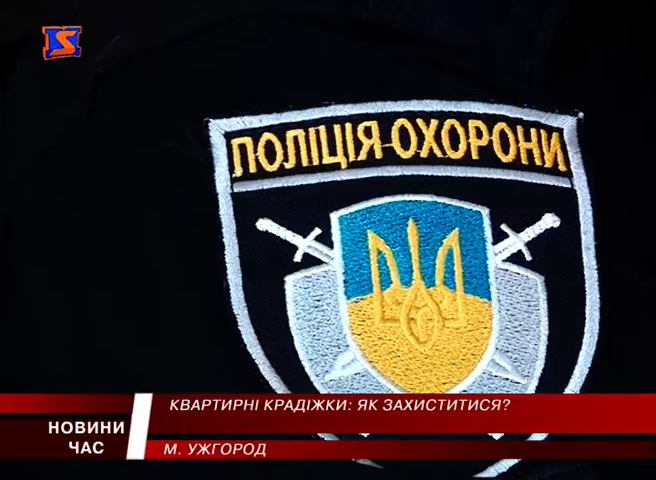 ПОЛІЦІЯ ОХОРОНИ
КВАРТИРНІ КРАДІЖКИ: ЯК ЗАХИСТИТИСЯ?
НОВИНИ
ЧАС
М. УЖГОРОД